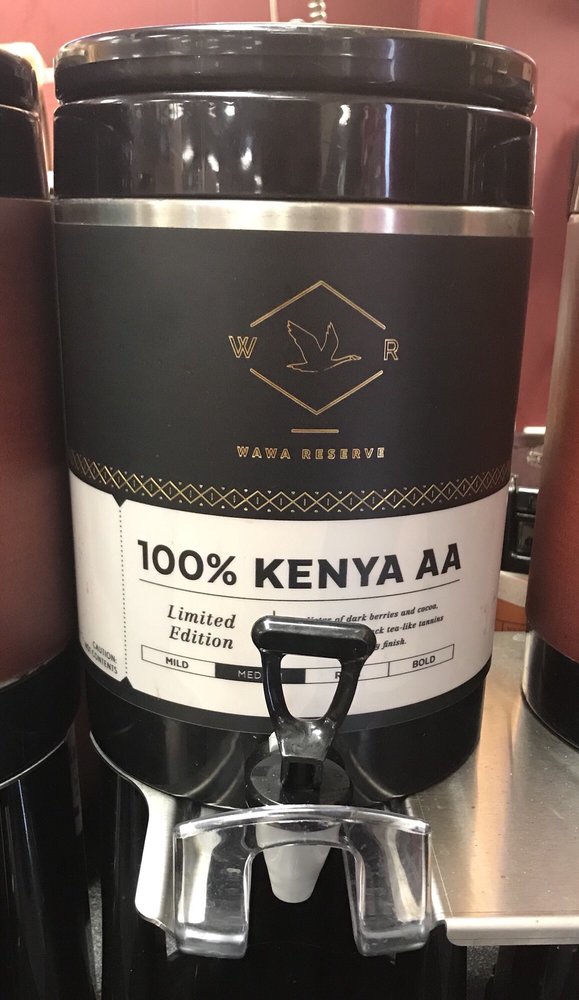 W R
WAWA RESERVE
100% KENYA AA
Limited
Edition
of dark berries and cocoa,
tea-like tannins
finish.
CAUTION:
CONTENTS
MILD BOLD